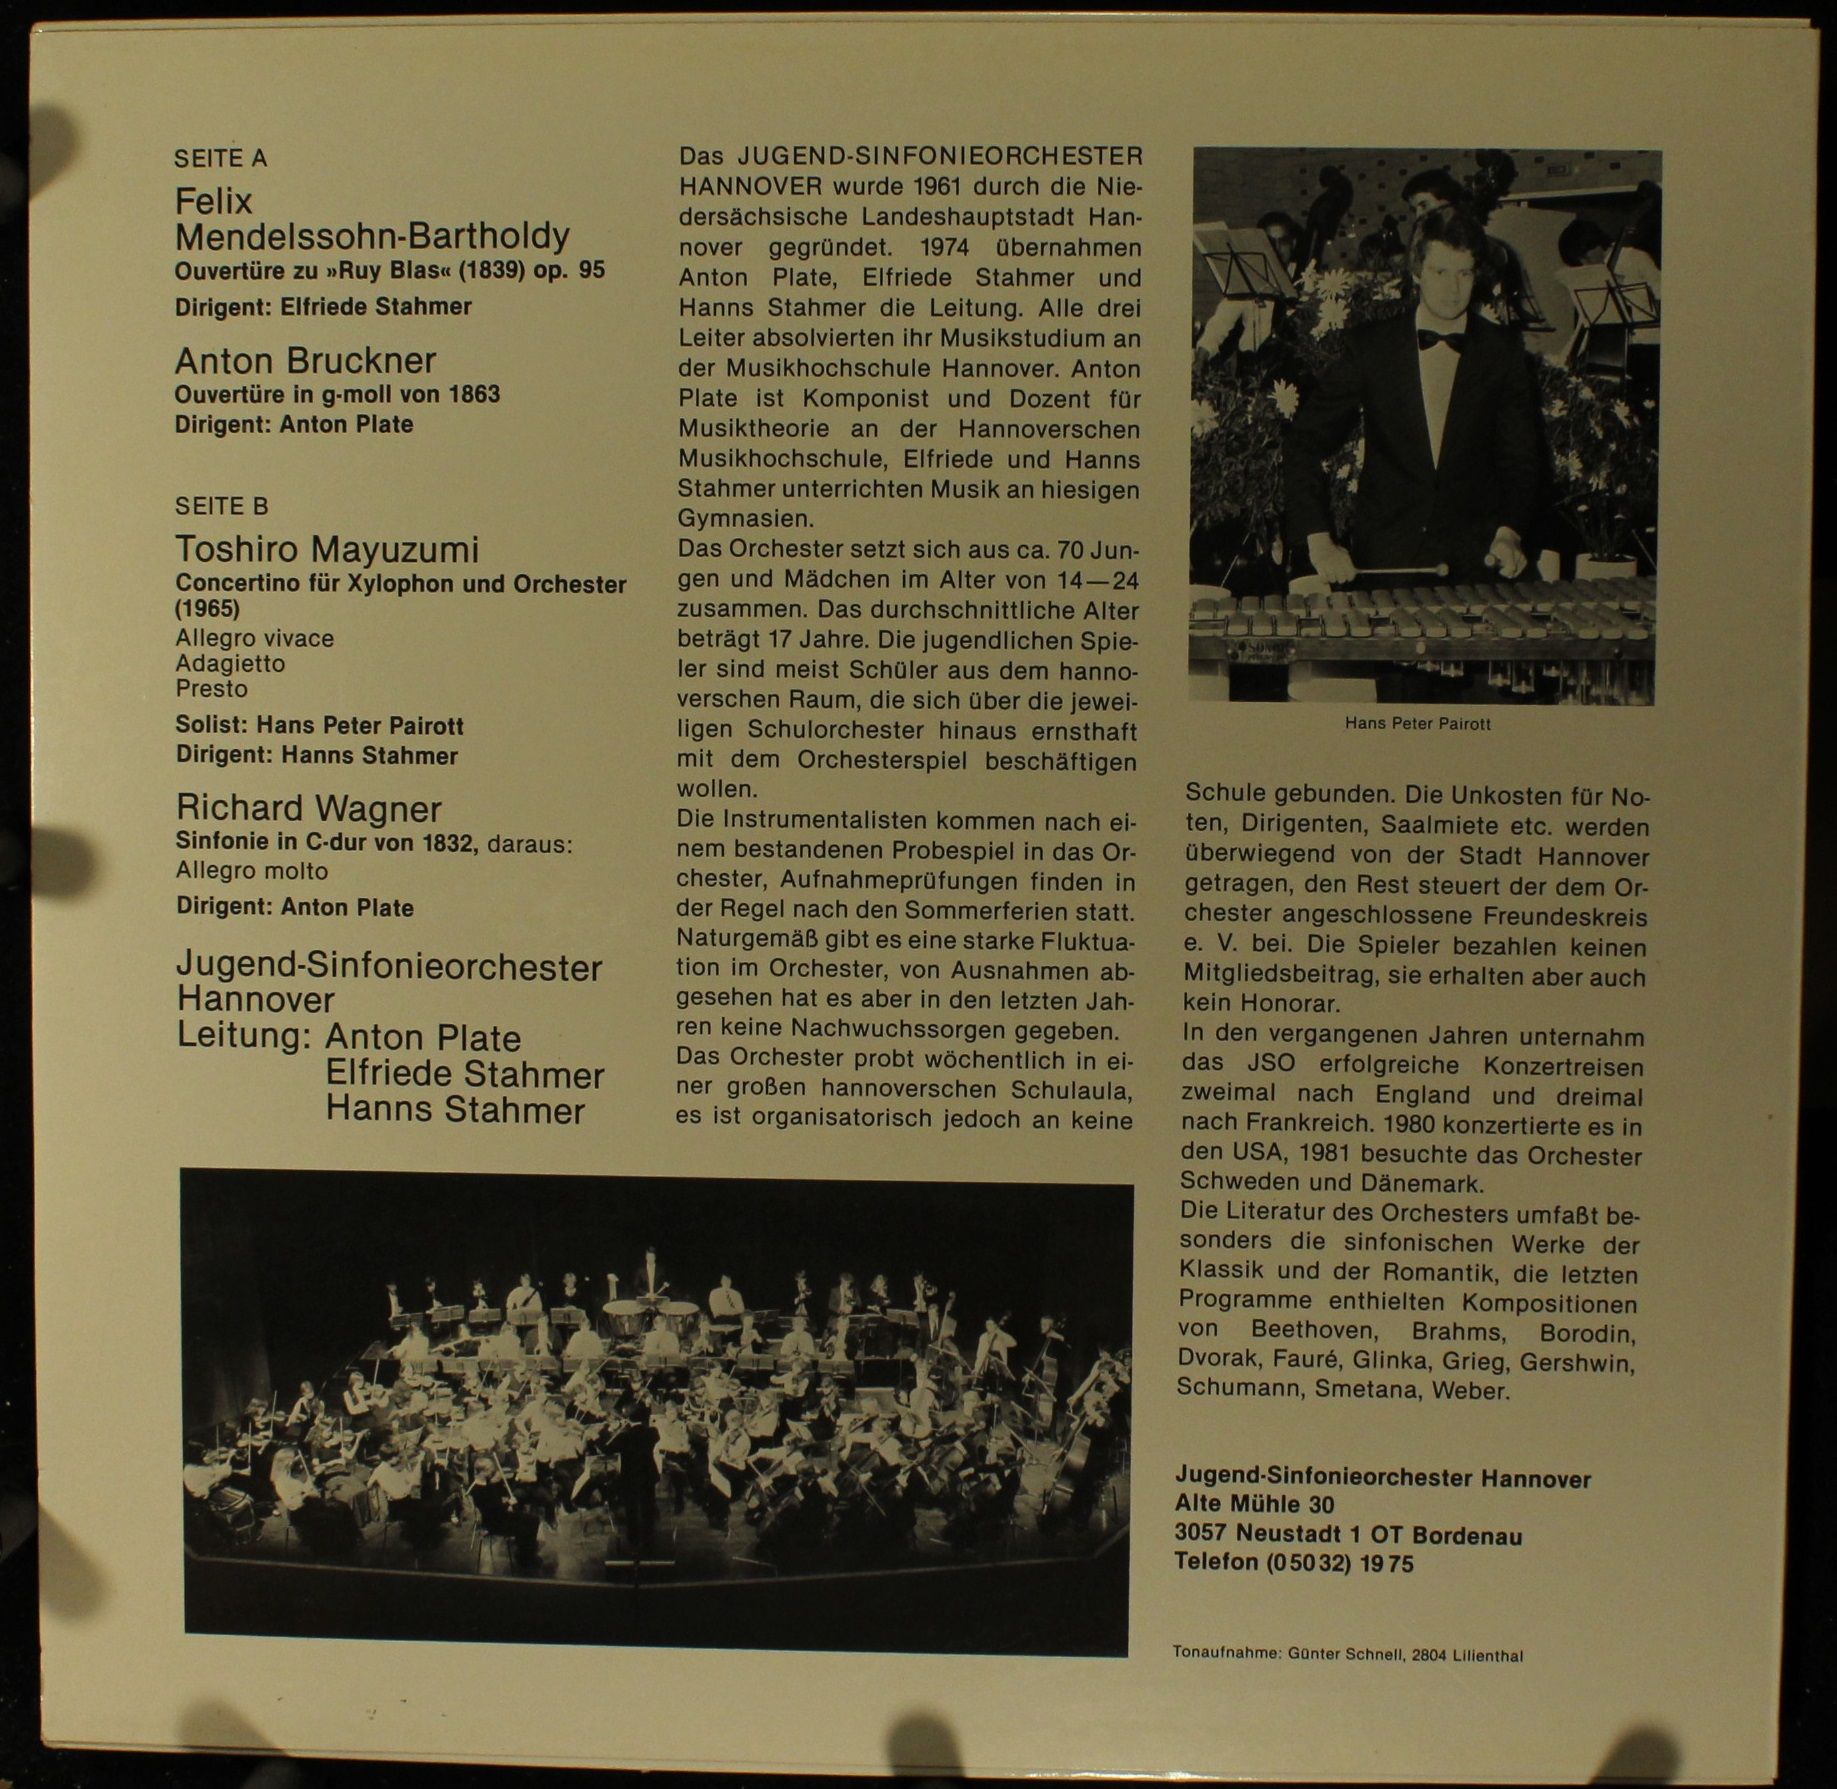 SEITE A
Felix
Mendelssohn-Bartholdy
Ouvertüre zu »Ruy Blas« (1839) op. 95
Dirigent: Elfriede Stahmer
Anton Bruckner
Ouvertüre in g-moll von 1863
Dirigent: Anton Plate
SEITE B
Toshiro Mayuzumi
Concertino für Xylophon und Orchester
(1965)
Allegro vivace
Adagietto
Presto
Solist: Hans Peter Pairott
Dirigent: Hanns Stahmer
Richard Wagner
Sinfonie in C-dur von 1832, daraus:
Allegro molto
Dirigent: Anton Plate
Jugend-Sinfonieorchester
Hannover
Leitung: Anton Plate
Elfriede Stahmer
Hanns Stahmer
Das JUGEND-SINFONIEORCHESTER
HANNOVER wurde 1961 durch die Nie-
dersächsische Landeshauptstadt Han-
nover gegründet. 1974 übernahmen
Anton Plate, Elfriede Stahmer und
Hanns Stahmer die Leitung. Alle drei
Leiter absolvierten ihr Musikstudium an
der Musikhochschule Hannover. Anton
Plate ist Komponist und Dozent für
Musiktheorie an der Hannoverschen
Musikhochschule, Elfriede und Hanns
Stahmer unterrichten Musik an hiesigen
Gymnasien.
Das Orchester setzt sich aus ca. 70 Jun-
gen und Mädchen im Alter von 14—24
zusammen. Das durchschnittliche Alter
beträgt 17 Jahre. Die jugendlichen Spie-
ler sind meist Schüler aus dem hanno-
verschen Raum, die sich über die jewei-
ligen Schulorchester hinaus ernsthaft
mit dem Orchesterspiel beschäftigen
wollen.
Die Instrumentalisten kommen nach ei-
nem bestandenen Probespiel in das Or-
chester, Aufnahmeprüfungen finden in
der Regel nach den Sommerferien statt.
Naturgemäß gibt es eine starke Fluktua-
tion im Orchester, von Ausnahmen ab-
gesehen hat es aber in den letzten Jah-
ren keine Nachwuchssorgen gegeben.
Das Orchester probt wöchentlich in ei-
ner großen hannoverschen Schulaula,
es ist organisatorisch jedoch an keine
SONOR
Hans Peter Pairott
Schule gebunden. Die Unkosten für No-
ten, Dirigenten, Saalmiete etc. werden
überwiegend von der Stadt Hannover
getragen, den Rest steuert der dem Or-
chester angeschlossene Freundeskreis
e. V. bei. Die Spieler bezahlen keinen
Mitgliedsbeitrag, sie erhalten aber auch
kein Honorar.
In den vergangenen Jahren unternahm
das JSO erfolgreiche Konzertreisen
zweimal nach England und dreimal
nach Frankreich. 1980 konzertierte es in
den USA, 1981 besuchte das Orchester
Schweden und Dänemark.
Die Literatur des Orchesters umfaßt be-
sonders die sinfonischen Werke der
Klassik und der Romantik, die letzten
Programme enthielten Kompositionen
von Beethoven, Brahms, Borodin,
Dvorak, Fauré, Glinka, Grieg, Gershwin,
Schumann, Smetana, Weber.
Jugend-Sinfonieorchester Hannover
Alte Mühle 30
3057 Neustadt 1 OT Bordenau
Telefon (05032) 1975
Tonaufnahme: Günter Schnell, 2804 Lilienthal